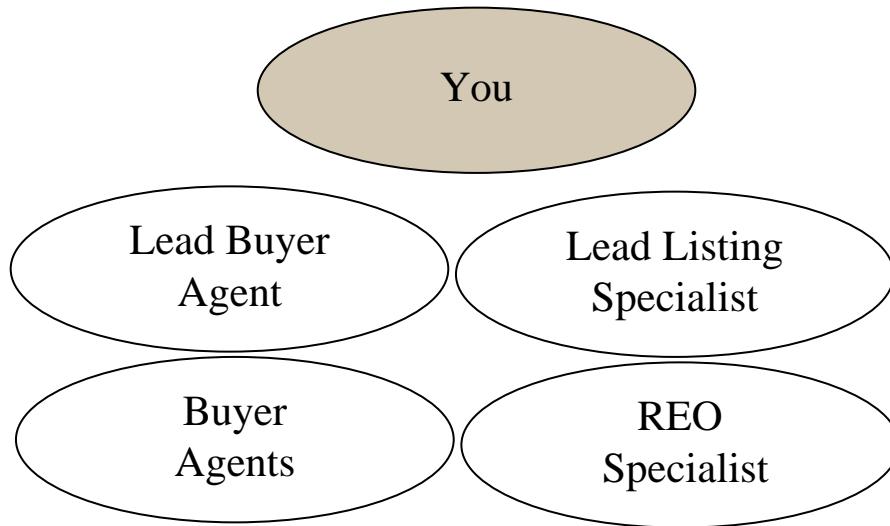 You
Lead Buyer
Agent
Lead Listing
Specialist
Buyer
Agents
REO
Specialist